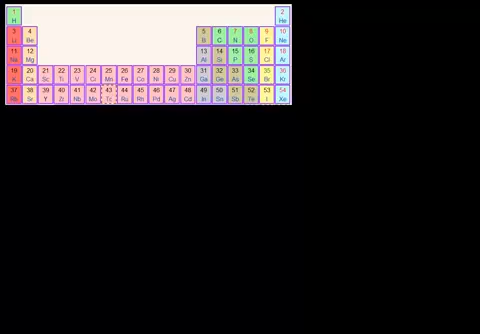 1 2
H He
3 4 5 6 7 8 9 10
Li Be B C N O F Ne
11 12 13 14 15 16 17 18
Na Mg Al Si P S Cl Ar
19 20 21 22 23 24 25 26 27 28 29 30 31 32 33 34 35 36
K Ca Sc Ti V Cr Mn Fe Co Ni Cu Zn Ga Ge As Se Br Kr
37 38 39 40 41 42 43 44 45 46 47 48 49 50 51 52 53 54
Rb Sr Y Zr Nb Mo Tc Ru Rh Pd Ag Cd In Sn Sb Te I Xe